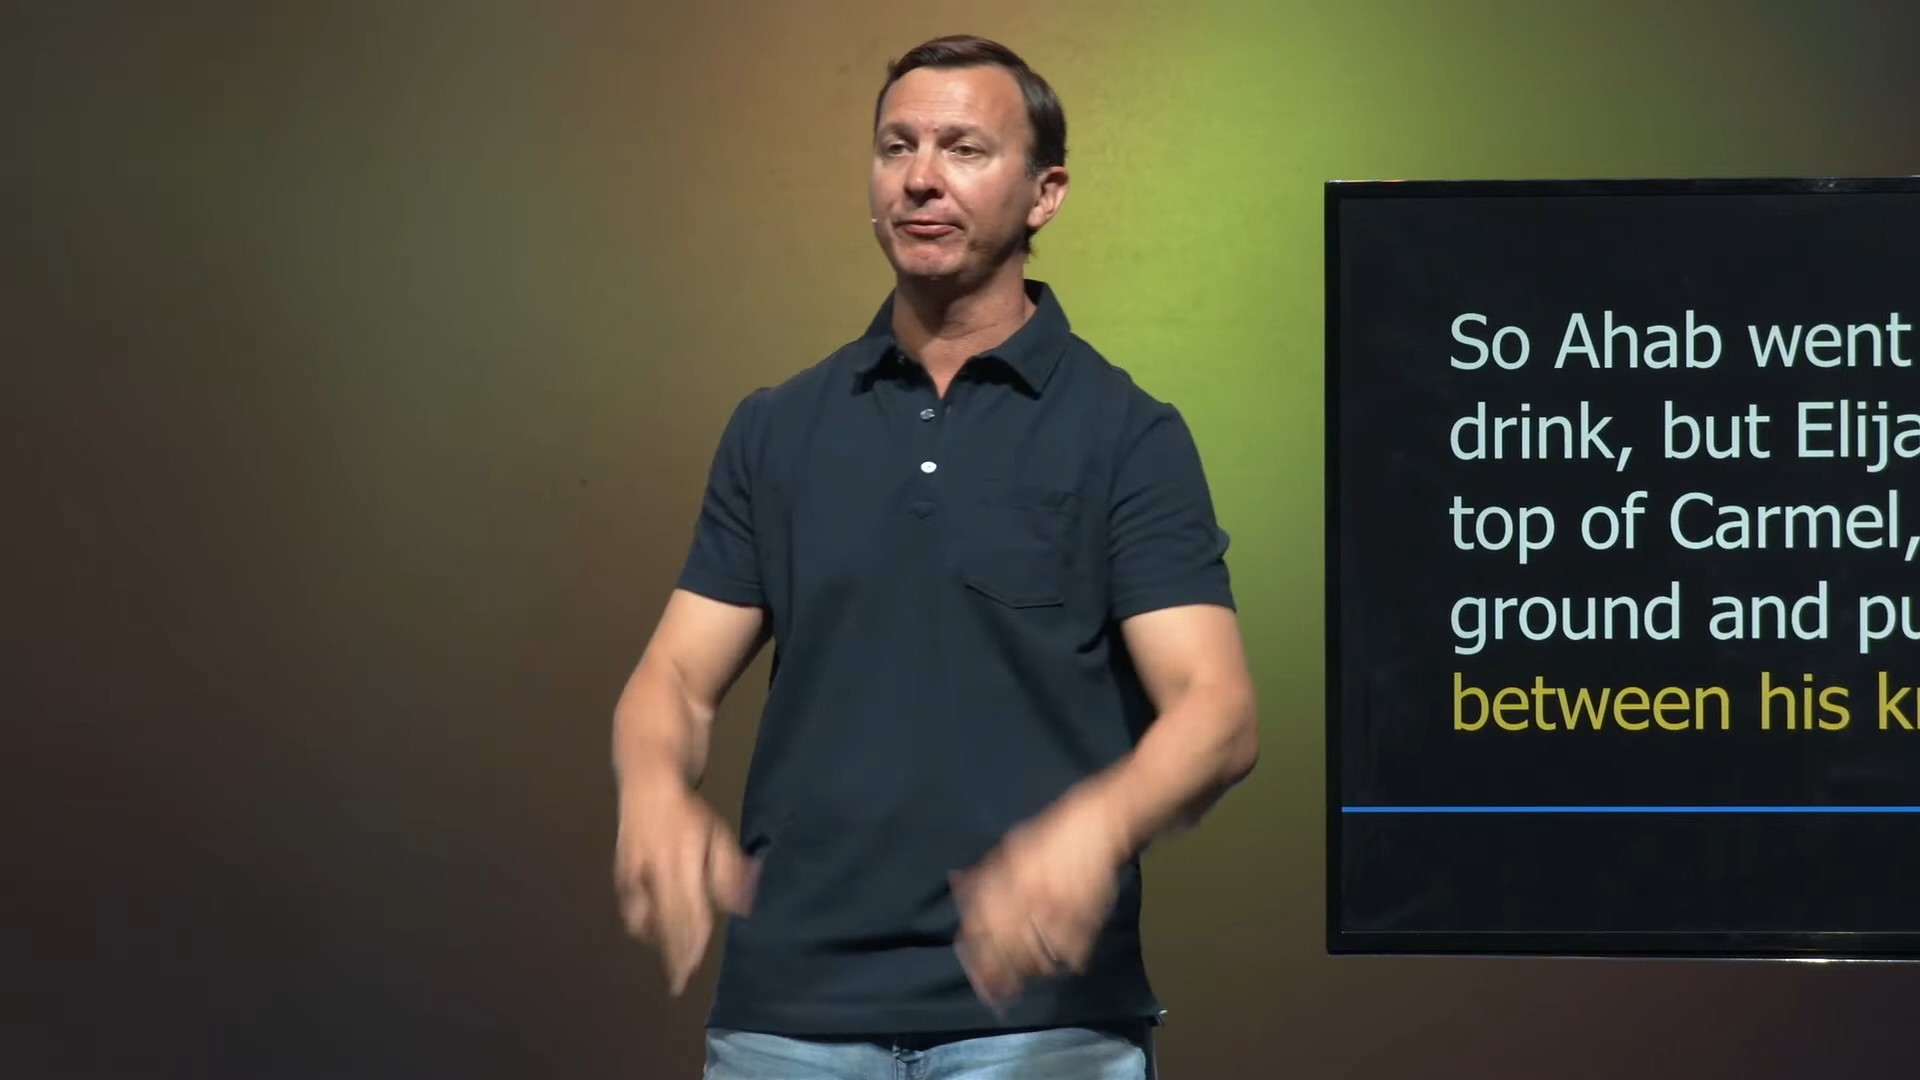 So Ahab went
drink, but Elija
top of Carmel,
ground and pu
between his k